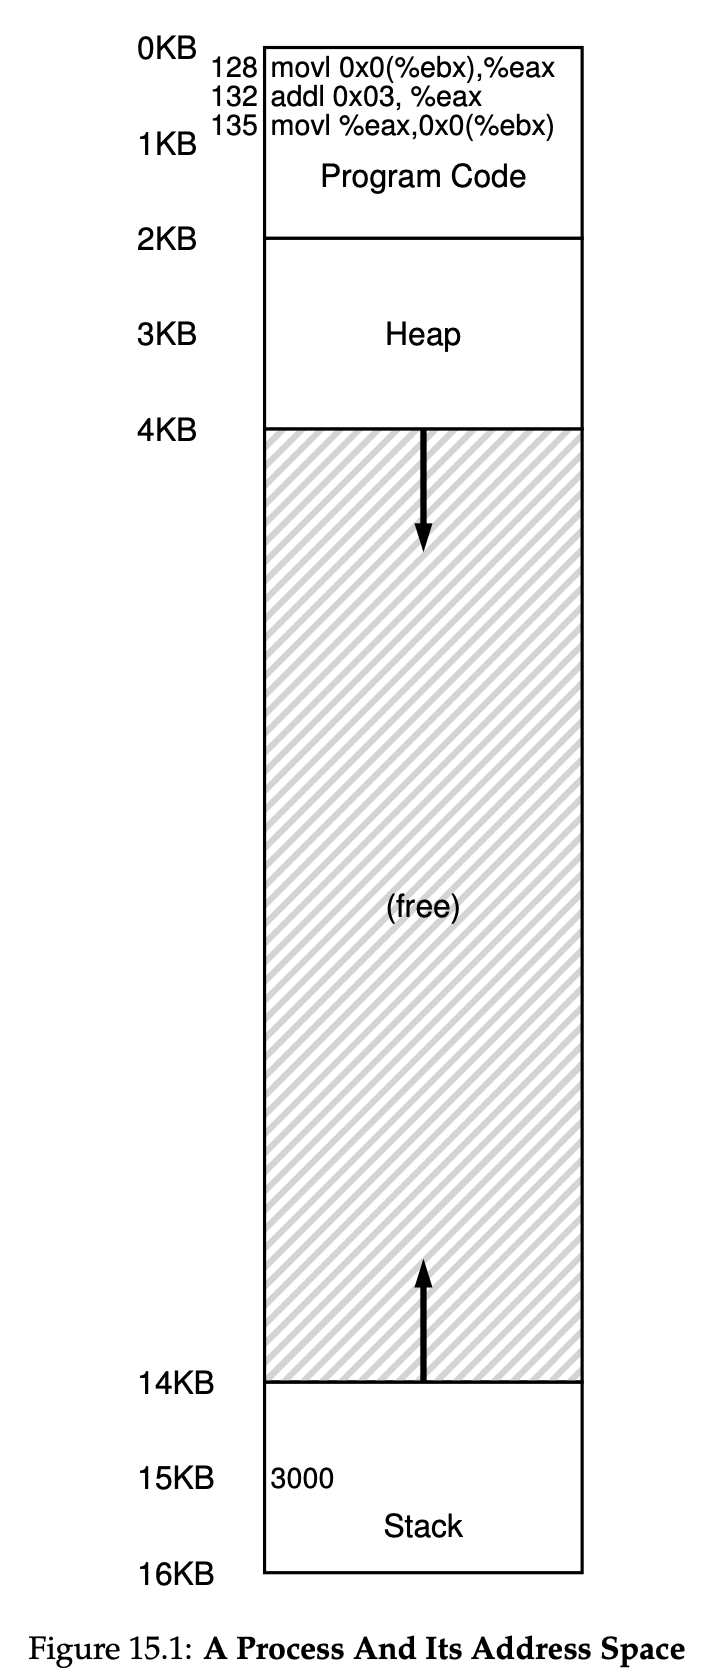 0KB
128 movl 0x0(%ebx),%eax
132 addl 0x03, %eax
135 movl %eax,0x0(%ebx)
1KB
Program Code
2KB
3KB Heap
4KB
(free)
14KB
15KB 3000
Stack
16KB
Figure 15.1: A Process And Its Address Space